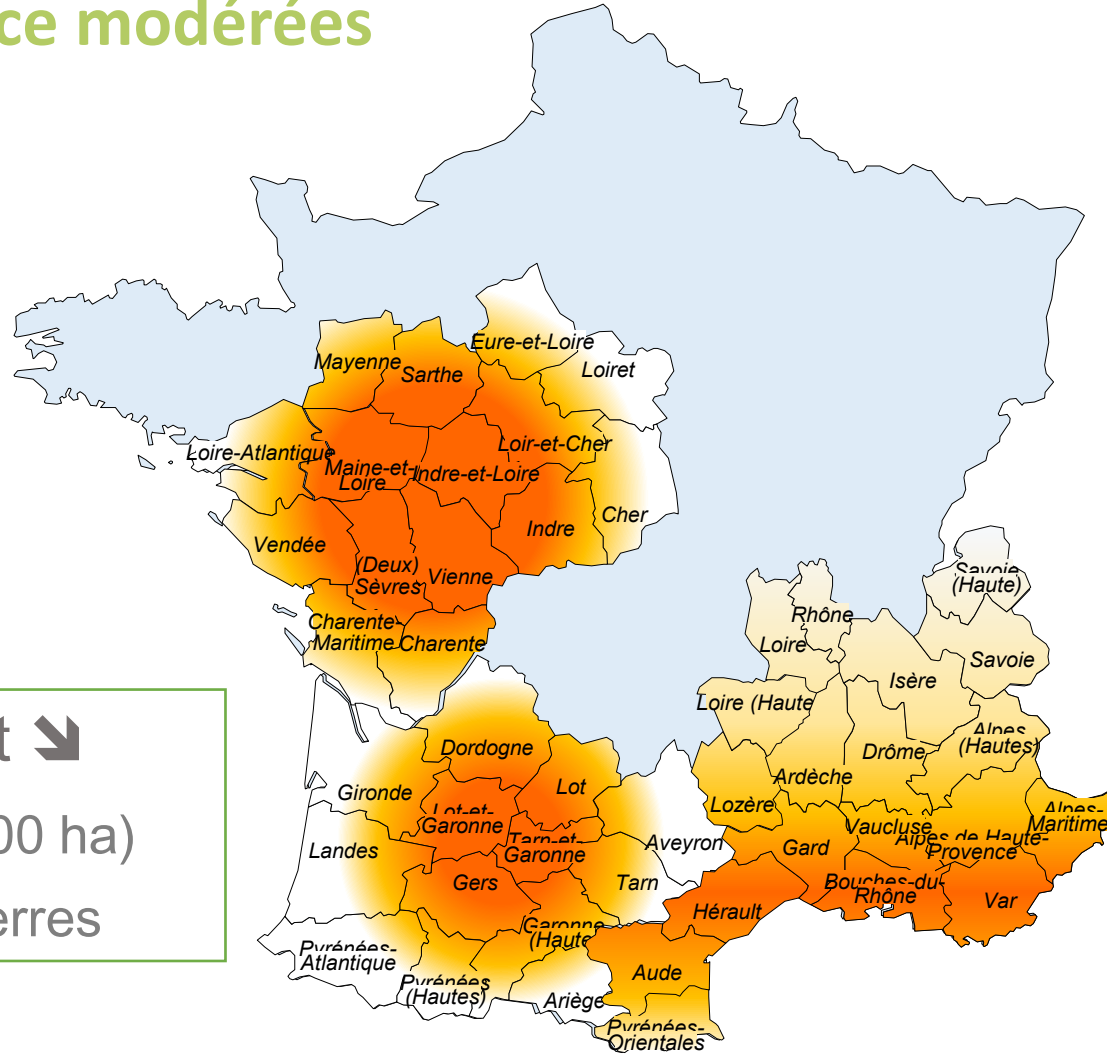 ce modérées
Eure-et-Loire
Mayenne
Sarthe
Loiret
Loir-et-Cher
Loire-Atlantique
Maine-et-
Loire
Indre-et-Loire
Cher
Indre
Vendée
(Deux)
Sèvres
Vienne
Charente-
Maritime
Charente
Savoie
(Haute)
Rhône
Loire
Savoie
Isère
Loire (Haute
Alpes
(Hautes)
Drôme
Dordogne
Ardèche
Lot
Gironde
Lozère
Alpes-
Maritime
Lot-et-
Garonne
Vaucluse
Alpes de Haute-
Provence
Tarn-et-
Garonne
Aveyron
Landes
Gard
Gers
Tarn
Bouches-du-
Rhône
Var
Hérault
(Garonne
(Haute
Pyrénées-
Atlantique
Aude
Pyrénées
(Hautes)
Ariège
Pyrénées-
Orientales
t ➘
00 ha)
erres